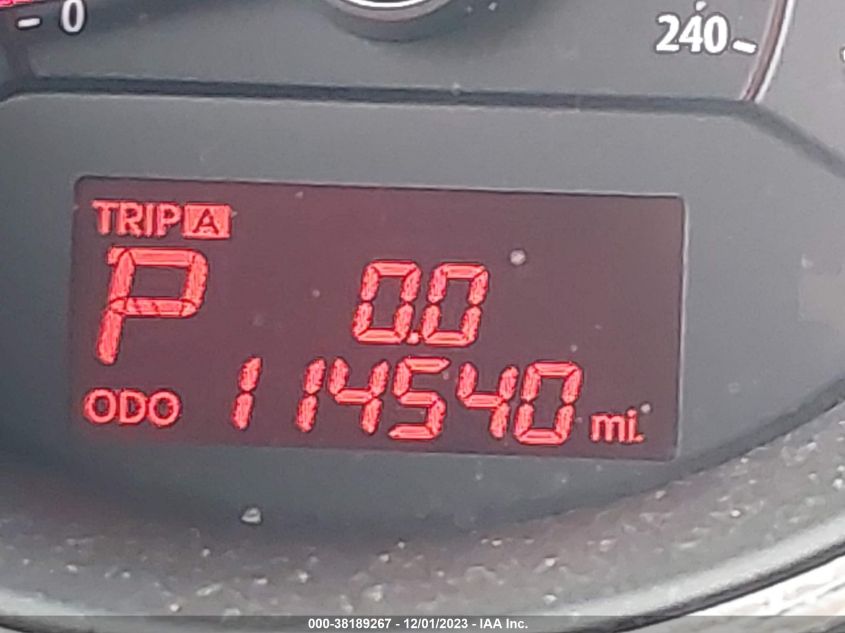 0 240
TRIP A
P 0.0
ODO 114540 mi.
000-38189267 - 12/01/2023 - IAA Inc.